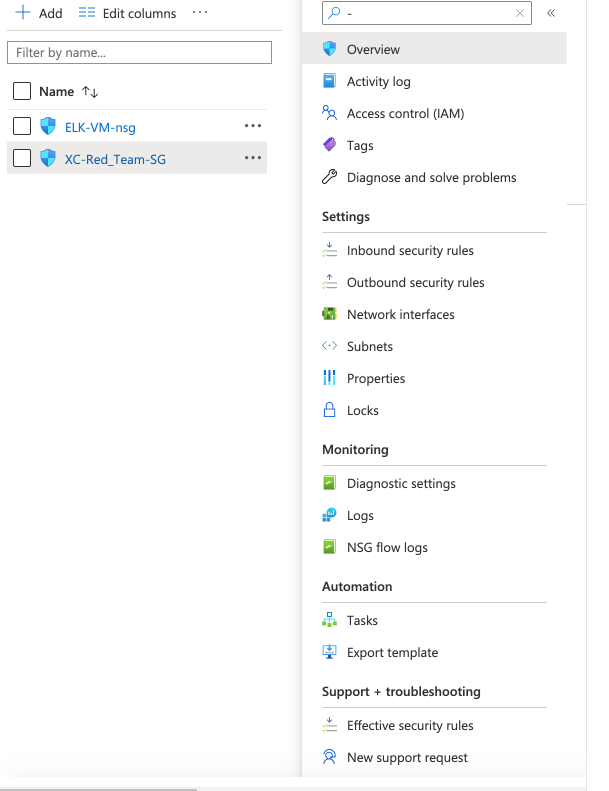 Add Edit columns ...
Filter by name...
Name
ELK-VM-nsg ...
XC-Red_Team-SG ...
-
Overview
Activity log
Access control (IAM)
Tags
Diagnose and solve problems
Settings
Inbound security rules
Outbound security rules
Network interfaces
Subnets
Properties
Locks
Monitoring
Diagnostic settings
Logs
NSG flow logs
Automation
Tasks
Export template
Support + troubleshooting
Effective security rules
New support request